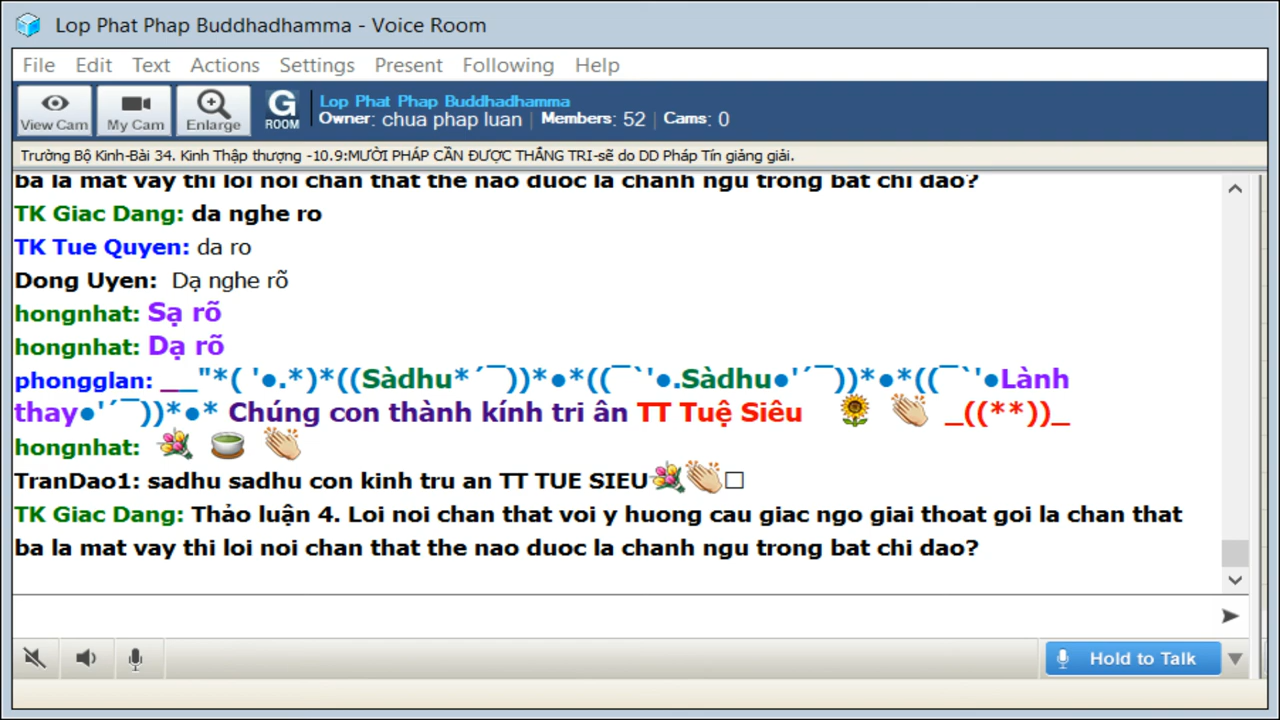 Lop Phat Phap Buddhadhamma - Voice Room
File Edit Text Actions Settings Present Following Help
View Cam My Cam Enlarge G ROOM Lop Phat Phap Buddhadhamma
Owner: chua phap luan | Members: 52 | Cams: 0
Trường Bộ Kinh-Bài 34. Kinh Thập thượng -10.9:MƯỜI PHÁP CẦN ĐƯỢC THẮNG TRI-sẽ do DD Pháp Tín giảng giải.
ba la mat vay thi loi noi chan that the nao duoc la chanh ngu trong bat chi dao?
TK Giac Dang: da nghe ro
TK Tue Quyen: da ro
Dong Uyen: Dạ nghe rõ
hongnhat: Sạ rõ
hongnhat: Dạ rõ
phongglan: __"*( '●.*)*((Sàdhu*´¯))*●*((¯`'●.Sàdhu●'´¯))*●*((¯`'●Lành
thay●'´¯))*●* Chúng con thành kính tri ân TT Tuệ Siêu 🌻 👏 _((**))_
hongnhat: 💐 🍵 👏
TranDao1: sadhu sadhu con kinh tru an TT TUE SIEU💐👏□
TK Giac Dang: Thảo luận 4. Loi noi chan that voi y huong cau giac ngo giai thoat goi la chan that
ba la mat vay thi loi noi chan that the nao duoc la chanh ngu trong bat chi dao?
Hold to Talk